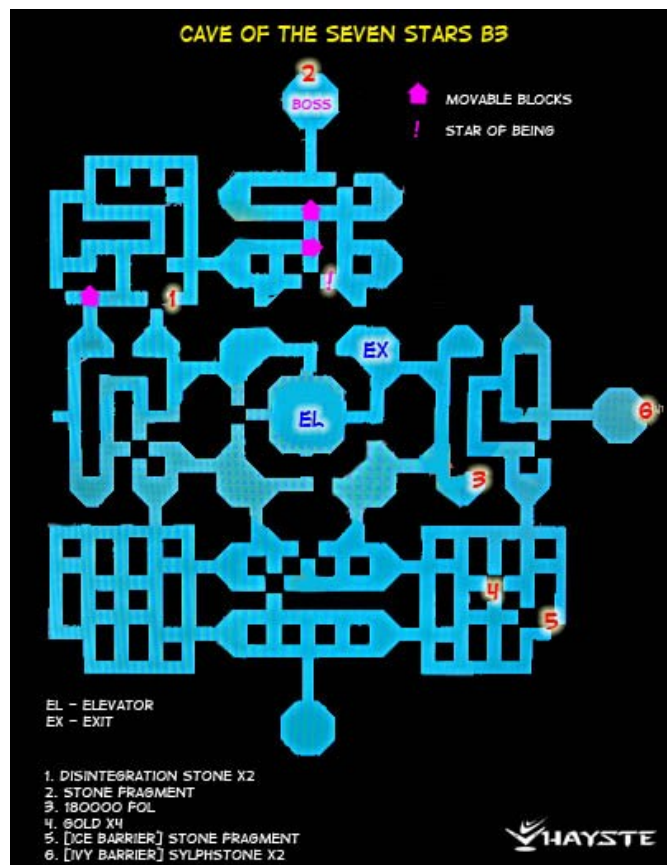 CAVE OF THE SEVEN STARS B3
2
BOSS
MOVABLE BLOCKS
! STAR OF BEING
!
1
EX
EL
6
3
4
5
EL - ELEVATOR
EX - EXIT
1. DISINTEGRATION STONE X2
2. STONE FRAGMENT
3. 180000 FOL
4. GOLD X4
5. [ICE BARRIER] STONE FRAGMENT
6. [IVY BARRIER] SYLPHSTONE X2
HAYSTE